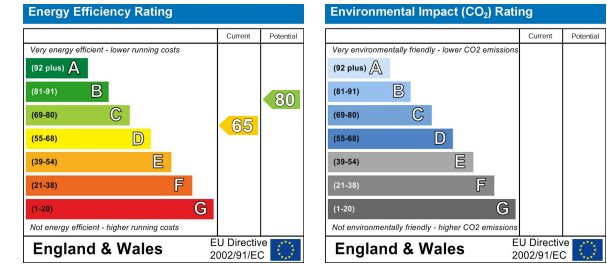 Energy Efficiency Rating
Current Potential
Very energy efficient - lower running costs
(92 plus) A
(81-91) B
(69-80) C
(55-68) D
(39-54) E
(21-38) F
(1-20) G
65
80
Not energy efficient - higher running costs
England & Wales
EU Directive
2002/91/EC
Environmental Impact (CO₂) Rating
Current Potential
Very environmentally friendly - lower CO2 emissions
(92 plus) A
(81-91) B
(69-80) C
(55-68) D
(39-54) E
(21-38) F
(1-20) G
Not environmentally friendly - higher CO2 emissions
England & Wales
EU Directive
2002/91/EC